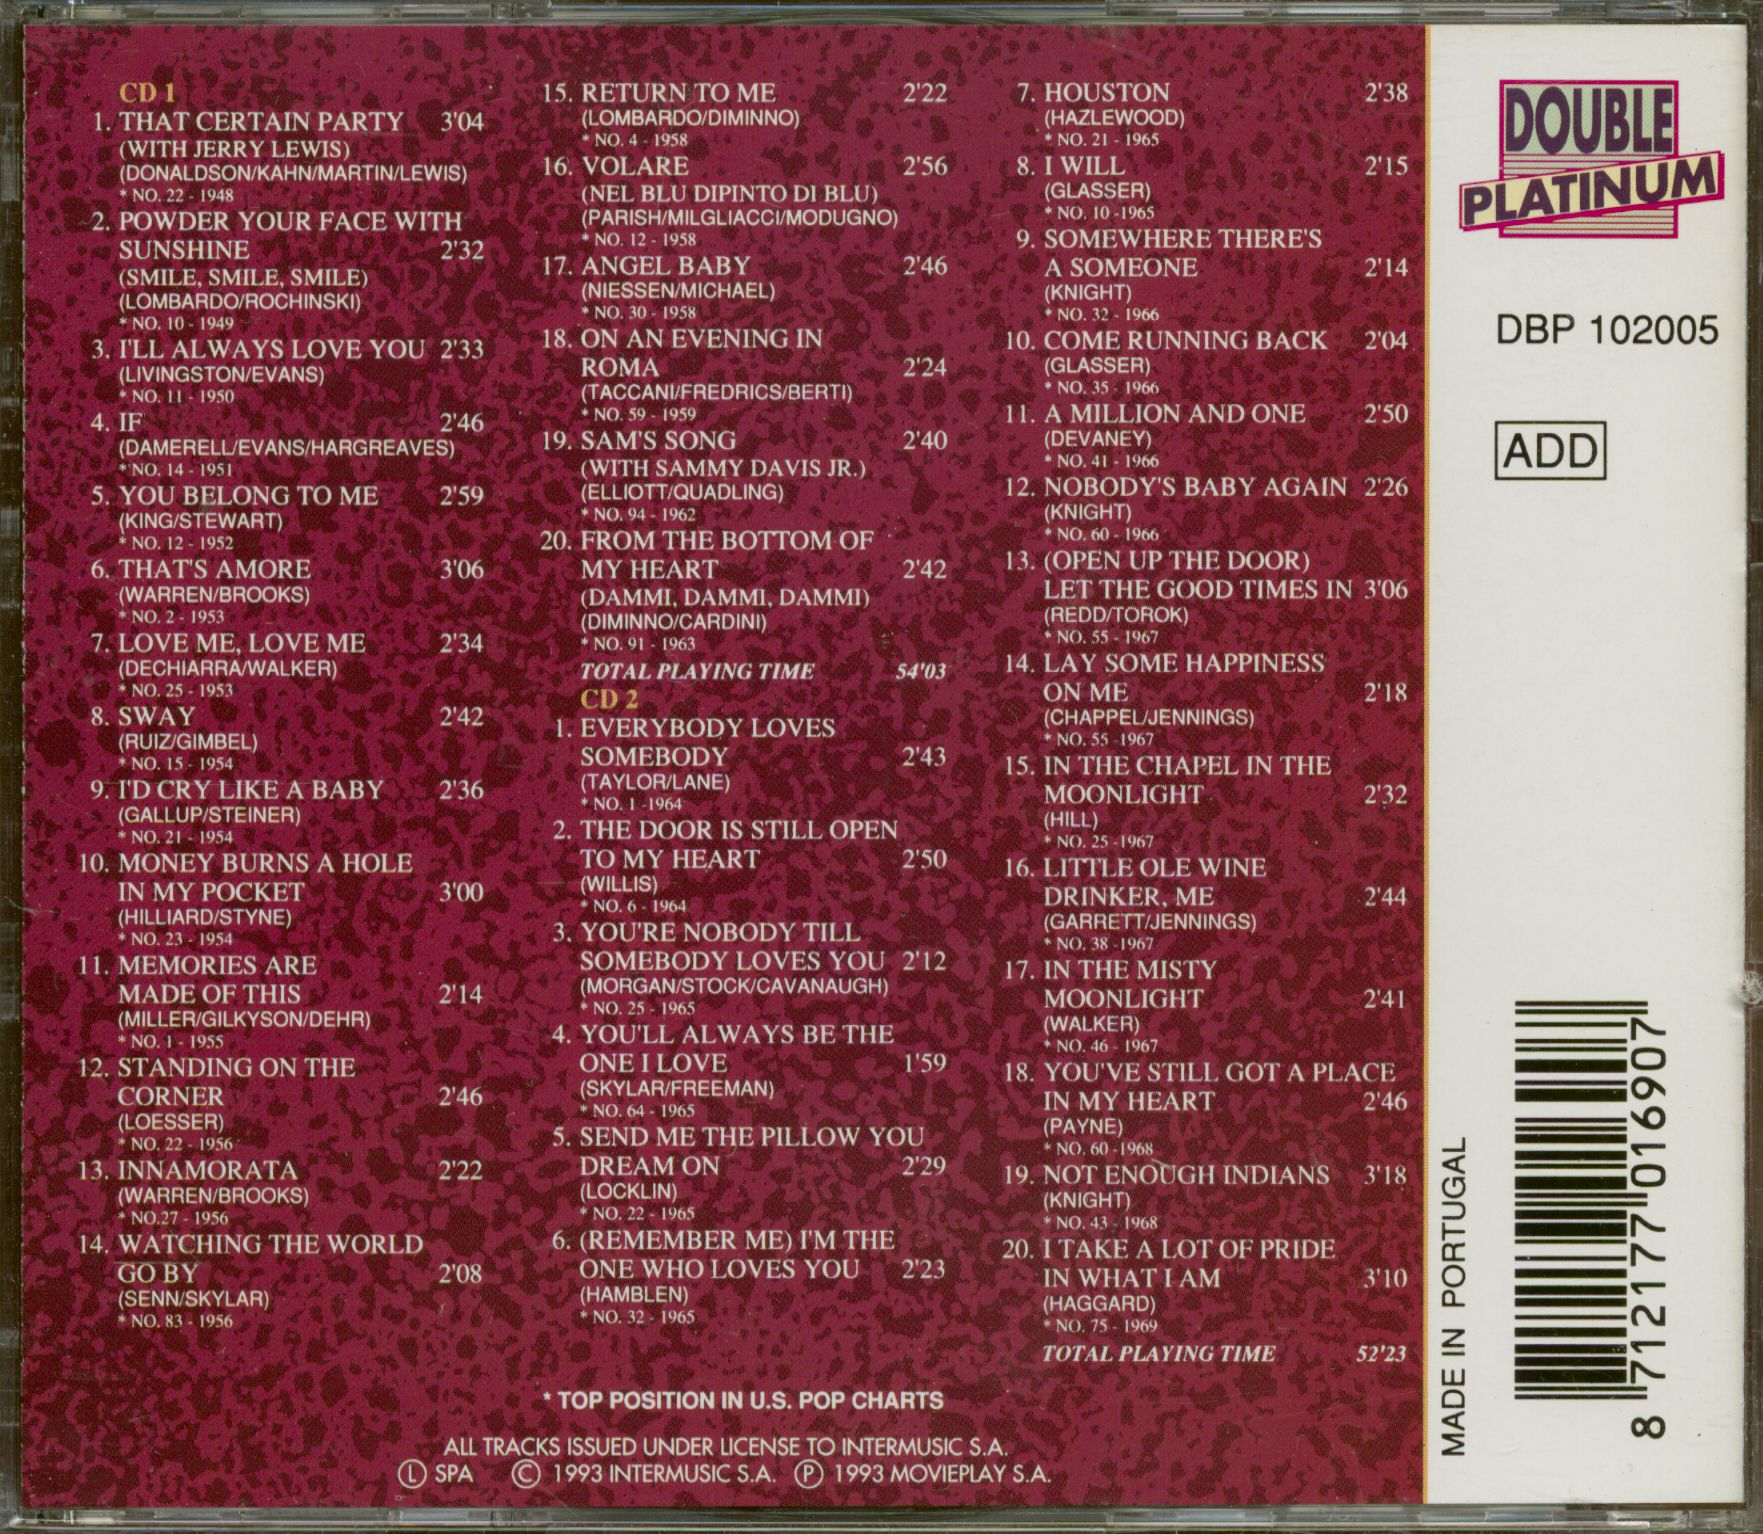 CD 1
1. THAT CERTAIN PARTY 3'04
(WITH JERRY LEWIS)
(DONALDSON/KAHN/MARTIN/LEWIS)
* NO. 22 - 1948
2. POWDER YOUR FACE WITH
SUNSHINE 2'32
(SMILE, SMILE, SMILE)
(LOMBARDO/ROCHINSKI)
* NO. 10 - 1949
3. I'LL ALWAYS LOVE YOU 2'33
(LIVINGSTON/EVANS)
* NO. 11 - 1950
4. IF 2'46
(DAMERELL/EVANS/HARGREAVES)
* NO. 14 - 1951
5. YOU BELONG TO ME 2'59
(KING/STEWART)
* NO. 12 - 1952
6. THAT'S AMORE 3'06
(WARREN/BROOKS)
* NO. 2 - 1953
7. LOVE ME, LOVE ME 2'34
(DECHIARRA/WALKER)
* NO. 25 - 1953
8. SWAY 2'42
(RUIZ/GIMBEL)
* NO. 15 - 1954
9. I'D CRY LIKE A BABY 2'36
(GALLUP/STEINER)
* NO. 21 - 1954
10. MONEY BURNS A HOLE
IN MY POCKET 3'00
(HILLIARD/STYNE)
* NO. 23 - 1954
11. MEMORIES ARE
MADE OF THIS 2'14
(MILLER/GILKYSON/DEHR)
* NO. 1 - 1955
12. STANDING ON THE
CORNER 2'46
(LOESSER)
* NO. 22 - 1956
13. INNAMORATA 2'22
(WARREN/BROOKS)
* NO.27 - 1956
14. WATCHING THE WORLD
GO BY 2'08
(SENN/SKYLAR)
* NO. 83 - 1956
15. RETURN TO ME 2'22
(LOMBARDO/DIMINNO)
* NO. 4 - 1958
16. VOLARE 2'56
(NEL BLU DIPINTO DI BLU)
(PARISH/MILGLIACCI/MODUGNO)
* NO. 12 - 1958
17. ANGEL BABY 2'46
(NIESSEN/MICHAEL)
* NO. 30 - 1958
18. ON AN EVENING IN
ROMA 2'24
(TACCANI/FREDRICS/BERTI)
* NO. 59 - 1959
19. SAM'S SONG 2'40
(WITH SAMMY DAVIS JR.)
(ELLIOTT/QUADLING)
* NO. 94 - 1962
20. FROM THE BOTTOM OF
MY HEART 2'42
(DAMMI, DAMMI, DAMMI)
(DIMINNO/CARDINI)
* NO. 91 - 1963
TOTAL PLAYING TIME 54'03
CD 2
1. EVERYBODY LOVES
SOMEBODY 2'43
(TAYLOR/LANE)
* NO. 1 -1964
2. THE DOOR IS STILL OPEN
TO MY HEART 2'50
(WILLIS)
* NO. 6 - 1964
3. YOU'RE NOBODY TILL
SOMEBODY LOVES YOU 2'12
(MORGAN/STOCK/CAVANAUGH)
* NO. 25 - 1965
4. YOU'LL ALWAYS BE THE
ONE I LOVE 1'59
(SKYLAR/FREEMAN)
* NO. 64 - 1965
5. SEND ME THE PILLOW YOU
DREAM ON 2'29
(LOCKLIN)
* NO. 22 - 1965
6. (REMEMBER ME) I'M THE
ONE WHO LOVES YOU 2'23
(HAMBLEN)
* NO. 32 - 1965
7. HOUSTON 2'38
(HAZLEWOOD)
* NO. 21 - 1965
8. I WILL 2'15
(GLASSER)
* NO. 10 -1965
9. SOMEWHERE THERE'S
A SOMEONE 2'14
(KNIGHT)
* NO. 32 - 1966
10. COME RUNNING BACK 2'04
(GLASSER)
* NO. 35 - 1966
11. A MILLION AND ONE 2'50
(DEVANEY)
* NO. 41 - 1966
12. NOBODY'S BABY AGAIN 2'26
(KNIGHT)
* NO. 60 - 1966
13. (OPEN UP THE DOOR)
LET THE GOOD TIMES IN 3'06
(REDD/TOROK)
* NO. 55 - 1967
14. LAY SOME HAPPINESS
ON ME 2'18
(CHAPPEL/JENNINGS)
* NO. 55 -1967
15. IN THE CHAPEL IN THE
MOONLIGHT 2'32
(HILL)
* NO. 25 -1967
16. LITTLE OLE WINE
DRINKER, ME 2'44
(GARRETT/JENNINGS)
* NO. 38 -1967
17. IN THE MISTY
MOONLIGHT 2'41
(WALKER)
* NO. 46 - 1967
18. YOU'VE STILL GOT A PLACE
IN MY HEART 2'46
(PAYNE)
* NO. 60 -1968
19. NOT ENOUGH INDIANS 3'18
(KNIGHT)
* NO. 43 - 1968
20. I TAKE A LOT OF PRIDE
IN WHAT I AM 3'10
(HAGGARD)
* NO. 75 - 1969
TOTAL PLAYING TIME 52'23
* TOP POSITION IN U.S. POP CHARTS
ALL TRACKS ISSUED UNDER LICENSE TO INTERMUSIC S.A.
Ⓛ SPA © 1993 INTERMUSIC S.A. Ⓟ 1993 MOVIEPLAY S.A.
DOUBLE
PLATINUM
DBP 102005
ADD
MADE IN PORTUGAL
8 712177 016907